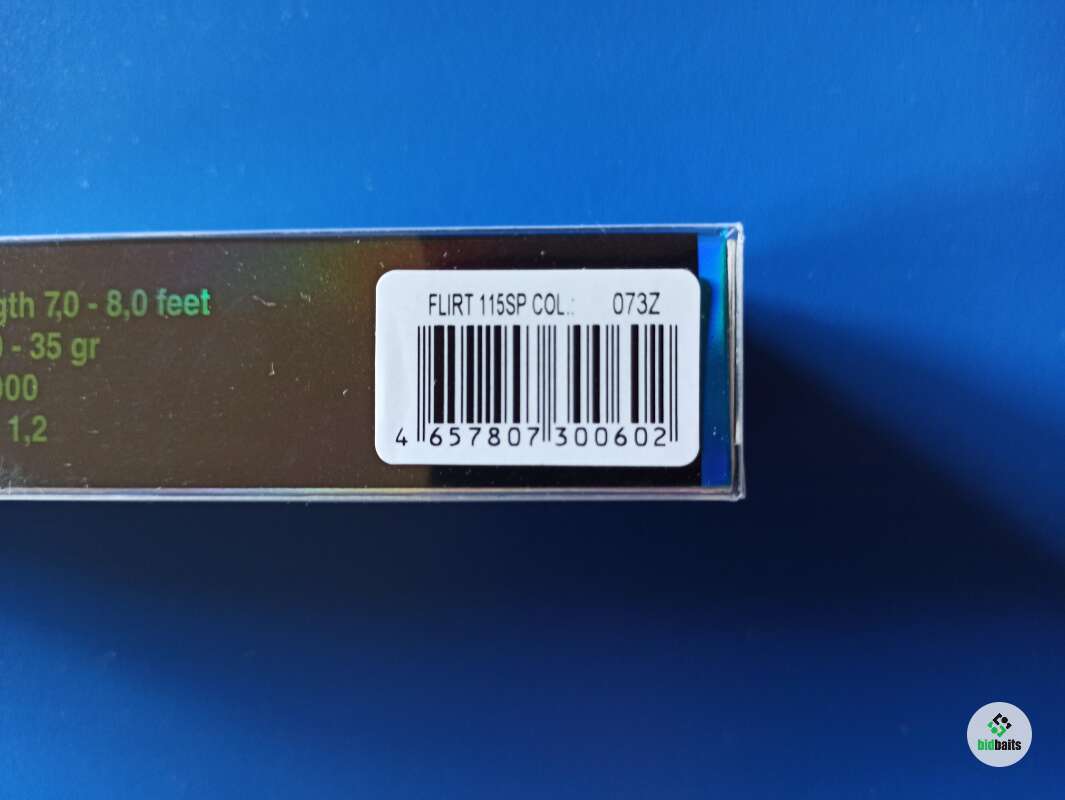 gth 7,0 - 8,0 feet
- 35 gr
000
1,2
FLIRT 115SP COL.: 073Z
4 657807 300602
bidbaits